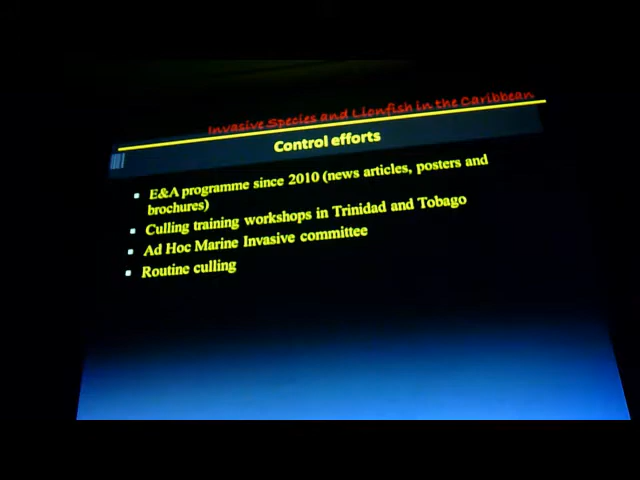 Invasive Species and Lionfish in the Caribbean
Control efforts
E&A programme since 2010 (news articles, posters and
brochures)
Culling training workshops in Trinidad and Tobago
Ad Hoc Marine Invasive committee
Routine culling